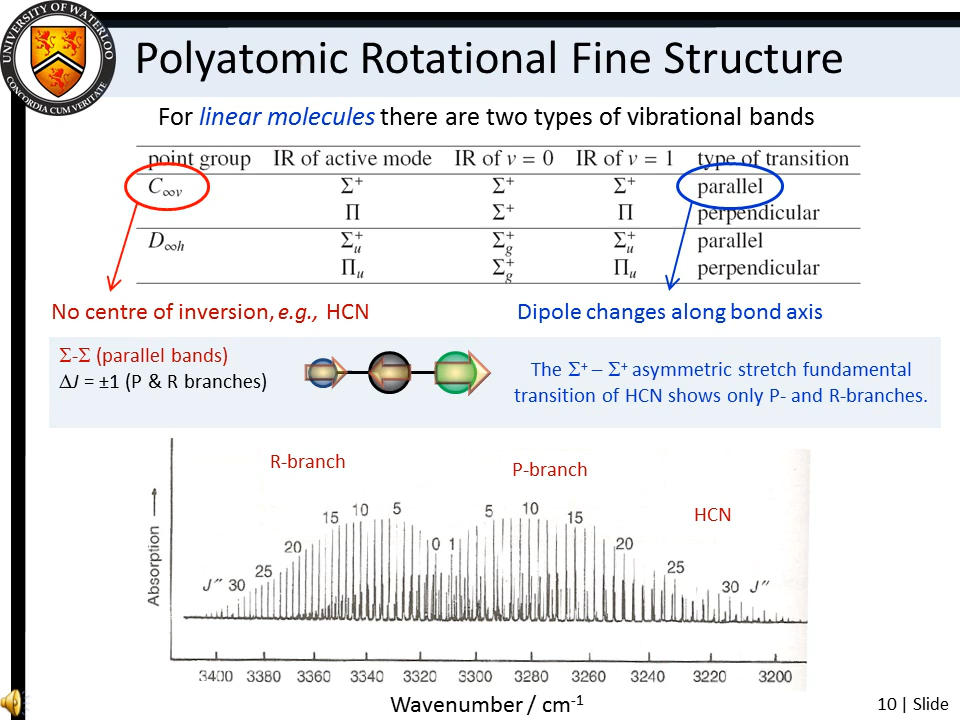 UNIVERSITY OF WATERLOO
CONCORDIA CUM VERITATE
Polyatomic Rotational Fine Structure
For linear molecules there are two types of vibrational bands
point group IR of active mode IR of v = 0 IR of v = 1 type of transition
C∞v Σ+ Σ+ Σ+ parallel
Π Σ+ Π perpendicular
D∞h Σu+ Σg+ Σu+ parallel
Πu Σg+ Πu perpendicular
No centre of inversion, e.g., HCN
Dipole changes along bond axis
Σ-Σ (parallel bands)
ΔJ = ±1 (P & R branches)
The Σ+ – Σ+ asymmetric stretch fundamental
transition of HCN shows only P- and R-branches.
R-branch
P-branch
HCN
Absorption
J″ 30 25 20 15 10 5 0 1 5 10 15 20 25 30 J″
3400 3380 3360 3340 3320 3300 3280 3260 3240 3220 3200
Wavenumber / cm-1
10 | Slide